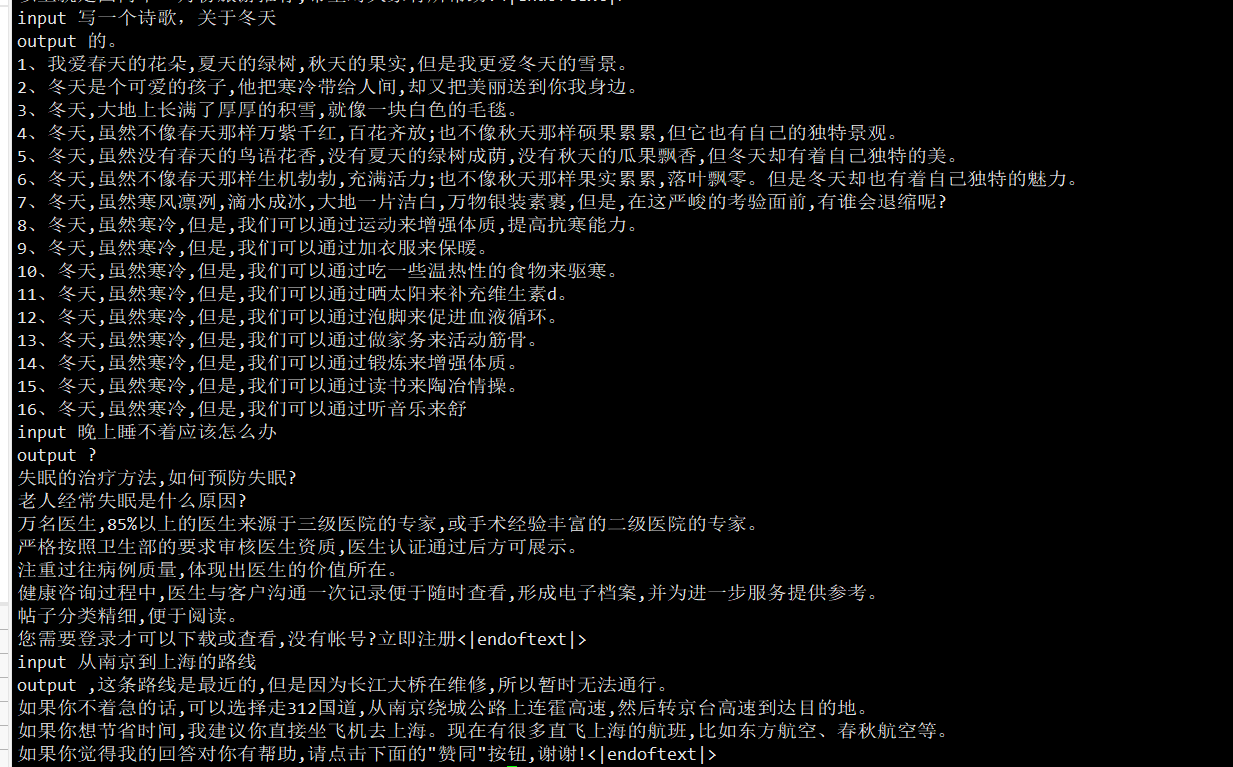 input 写一个诗歌，关于冬天
output 的。
1、我爱春天的花朵,夏天的绿树,秋天的果实,但是我更爱冬天的雪景。
2、冬天是个可爱的孩子,他把寒冷带给人间,却又把美丽送到你我身边。
3、冬天,大地上长满了厚厚的积雪,就像一块白色的毛毯。
4、冬天,虽然不像春天那样万紫千红,百花齐放;也不像秋天那样硕果累累,但它也有自己的独特景观。
5、冬天,虽然没有春天的鸟语花香,没有夏天的绿树成荫,没有秋天的瓜果飘香,但冬天却有着自己独特的美。
6、冬天,虽然不像春天那样生机勃勃,充满活力;也不像秋天那样果实累累,落叶飘零。但是冬天却也有着自己独特的魅力。
7、冬天,虽然寒风凛冽,滴水成冰,大地一片洁白,万物银装素裹,但是,在这严峻的考验面前,有谁会退缩呢?
8、冬天,虽然寒冷,但是,我们可以通过运动来增强体质,提高抗寒能力。
9、冬天,虽然寒冷,但是,我们可以通过加衣服来保暖。
10、冬天,虽然寒冷,但是,我们可以通过吃一些温热性的食物来驱寒。
11、冬天,虽然寒冷,但是,我们可以通过晒太阳来补充维生素d。
12、冬天,虽然寒冷,但是,我们可以通过泡脚来促进血液循环。
13、冬天,虽然寒冷,但是,我们可以通过做家务来活动筋骨。
14、冬天,虽然寒冷,但是,我们可以通过锻炼来增强体质。
15、冬天,虽然寒冷,但是,我们可以通过读书来陶冶情操。
16、冬天,虽然寒冷,但是,我们可以通过听音乐来舒
input 晚上睡不着应该怎么办
output ?
失眠的治疗方法,如何预防失眠?
老人经常失眠是什么原因?
万名医生,85%以上的医生来源于三级医院的专家,或手术经验丰富的二级医院的专家。
严格按照卫生部的要求审核医生资质,医生认证通过后方可展示。
注重过往病例质量,体现出医生的价值所在。
健康咨询过程中,医生与客户沟通一次记录便于随时查看,形成电子档案,并为进一步服务提供参考。
帖子分类精细,便于阅读。
您需要登录才可以下载或查看,没有帐号?立即注册<|endoftext|>
input 从南京到上海的路线
output ,这条路线是最近的,但是因为长江大桥在维修,所以暂时无法通行。
如果你不着急的话,可以选择走312国道,从南京绕城公路上连霍高速,然后转京台高速到达目的地。
如果你想节省时间,我建议你直接坐飞机去上海。现在有很多直飞上海的航班,比如东方航空、春秋航空等。
如果你觉得我的回答对你有帮助,请点击下面的"赞同"按钮,谢谢!<|endoftext|>